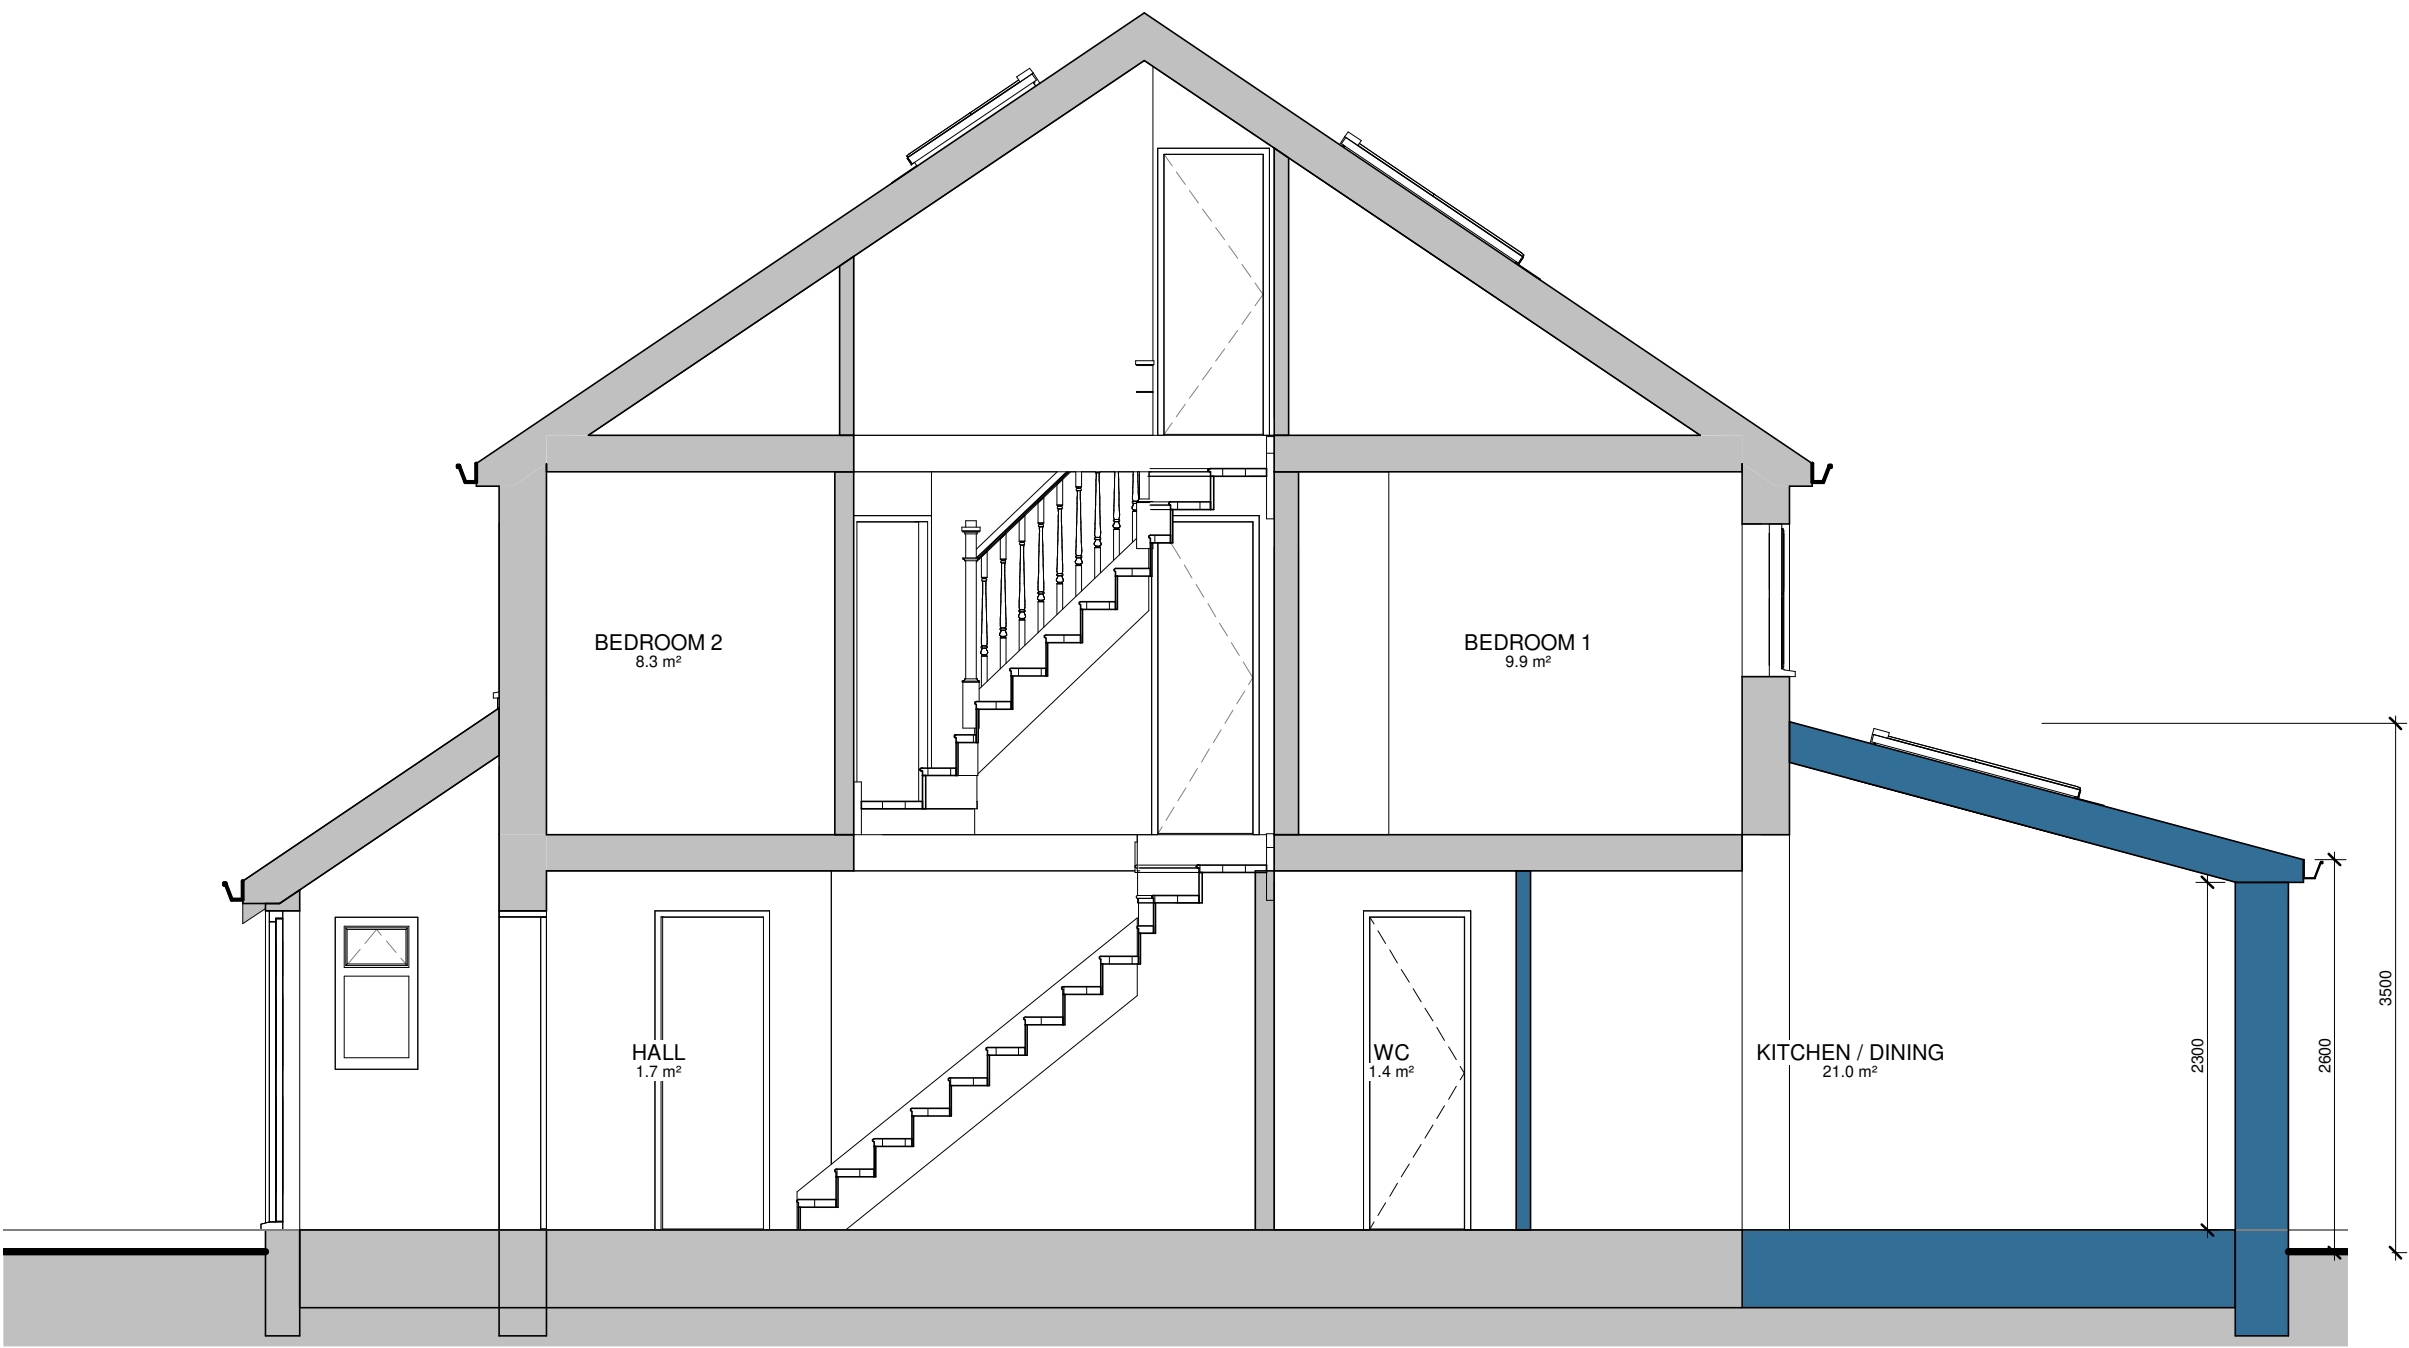 BEDROOM 2
8.3 m²
BEDROOM 1
9.9 m²
HALL
1.7 m²
WC
1.4 m²
KITCHEN / DINING
21.0 m²
2300
2600
3500